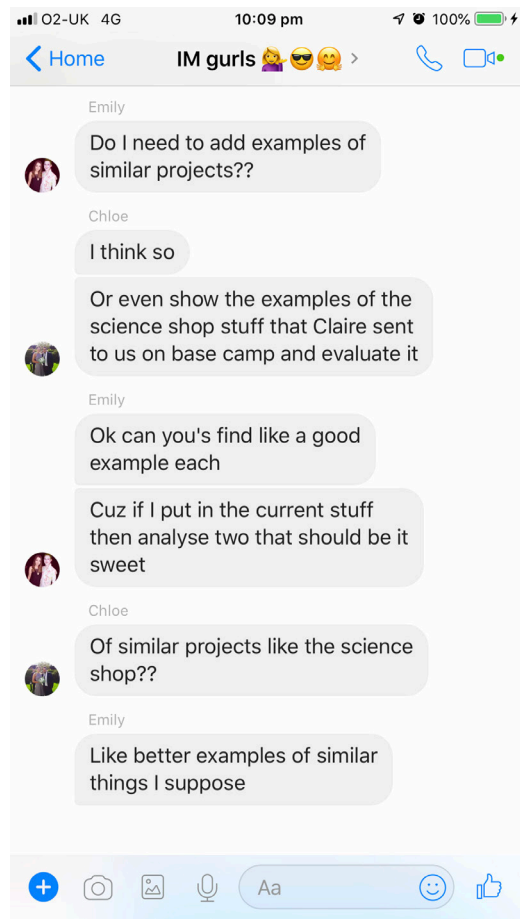 O2-UK 4G 10:09 pm 100%
Home IM gurls 💁‍♀️😎🤗 >
Emily
Do I need to add examples of
similar projects??
Chloe
I think so
Or even show the examples of the
science shop stuff that Claire sent
to us on base camp and evaluate it
Emily
Ok can you's find like a good
example each
Cuz if I put in the current stuff
then analyse two that should be it
sweet
Chloe
Of similar projects like the science
shop??
Emily
Like better examples of similar
things I suppose
Aa